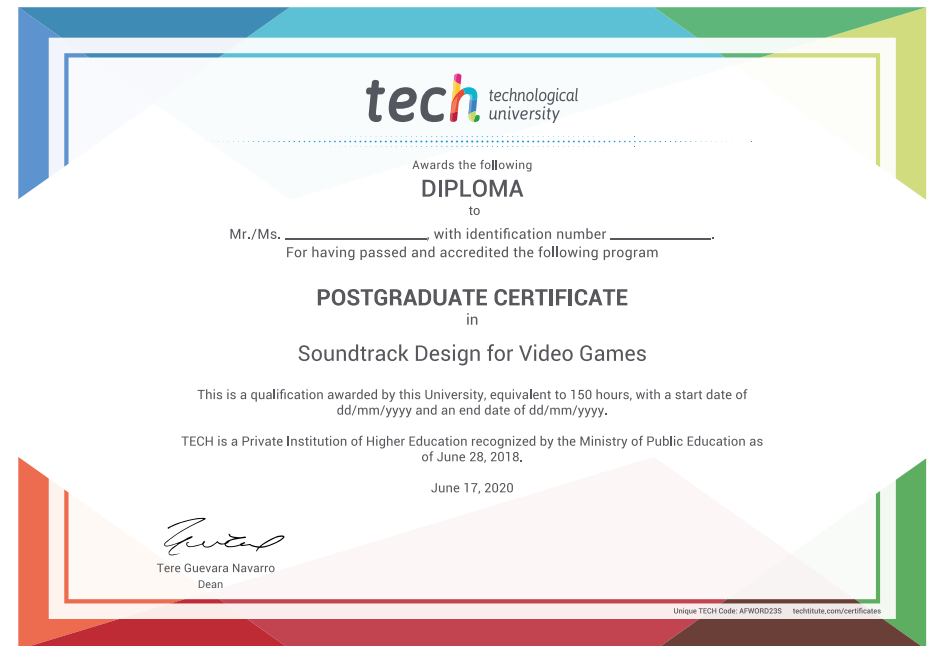 tech technological
university
Awards the following
DIPLOMA
to
Mr./Ms. ____________________, with identification number ______________.
For having passed and accredited the following program
POSTGRADUATE CERTIFICATE
in
Soundtrack Design for Video Games
This is a qualification awarded by this University, equivalent to 150 hours, with a start date of
dd/mm/yyyy and an end date of dd/mm/yyyy.
TECH is a Private Institution of Higher Education recognized by the Ministry of Public Education as
of June 28, 2018.
June 17, 2020
Tere Guevara Navarro
Dean
Unique TECH Code: AFWORD23S techtitute.com/certificates